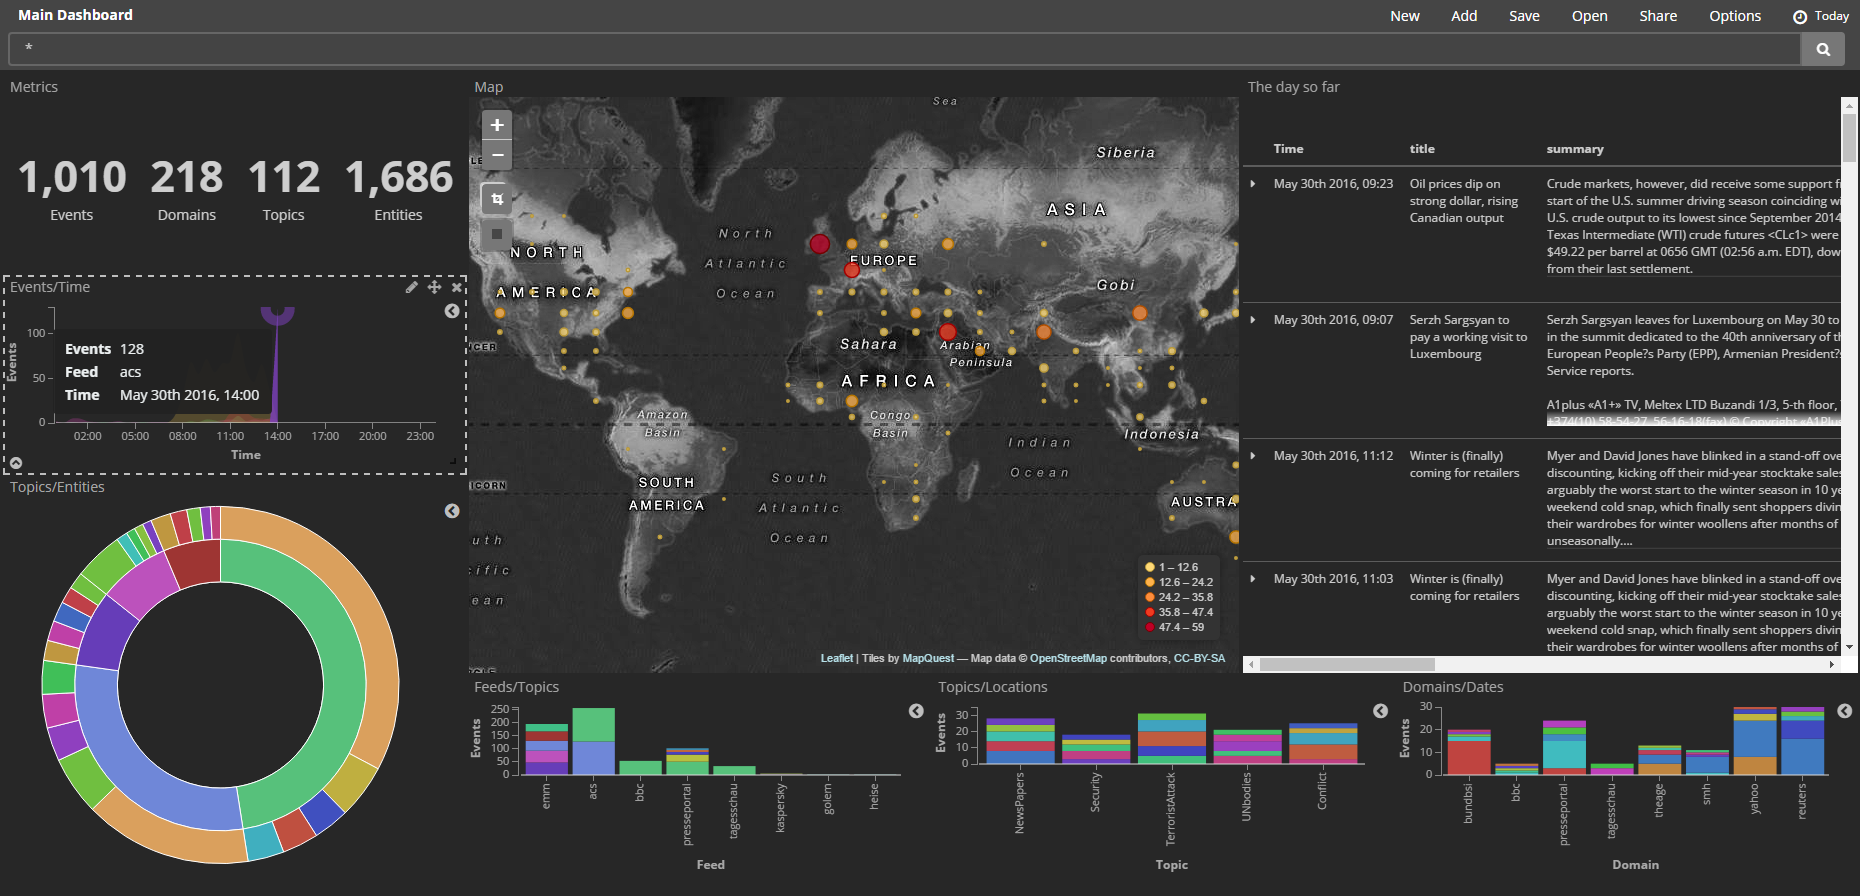 Main Dashboard
New Add Save Open Share Options Today
*
Metrics
1,010 218 112 1,686
Events Domains Topics Entities
Events/Time
100
50
0
Events
Events 128
Feed acs
Time May 30th 2016, 14:00
02:00 05:00 08:00 11:00 14:00 17:00 20:00 23:00
Time
Topics/Entities
Map
+
−
Sea
Siberia
ASIA
North
Atlantic
Ocean
NORTH
AMERICA
EUROPE
Gobi
Sahara
Arabian
Peninsula
AFRICA
Amazon
Basin
Congo
Basin
Indian
Ocean
Indonesia
SOUTH
AMERICA
South
Atlantic
Ocean
AUSTRA
ICORN
uth
ific
ean
1 – 12.6
12.6 – 24.2
24.2 – 35.8
35.8 – 47.4
47.4 – 59
Leaflet | Tiles by MapQuest — Map data © OpenStreetMap contributors, CC-BY-SA
The day so far
Time title summary
May 30th 2016, 09:23
Oil prices dip on
strong dollar, rising
Canadian output
Crude markets, however, did receive some support f
start of the U.S. summer driving season coinciding wi
U.S. crude output to its lowest since September 2014
Texas Intermediate (WTI) crude futures <CLc1> were
$49.22 per barrel at 0656 GMT (02:56 a.m. EDT), dow
from their last settlement.
May 30th 2016, 09:07
Serzh Sargsyan to
pay a working visit to
Luxembourg
Serzh Sargsyan leaves for Luxembourg on May 30 to
in the summit dedicated to the 40th anniversary of th
European People?s Party (EPP), Armenian President?
Service reports.
A1plus «A1+» TV, Meltex LTD Buzandi 1/3, 5-th floor,
+374(10) 58-54-27, 56-16-18(fax) © Copyright «A1Plus
May 30th 2016, 11:12
Winter is (finally)
coming for retailers
Myer and David Jones have blinked in a stand-off ove
discounting, kicking off their mid-year stocktake sales
arguably the worst start to the winter season in 10 ye
weekend cold snap, which finally sent shoppers divin
their wardrobes for winter woollens after months of
unseasonally....
May 30th 2016, 11:03
Winter is (finally)
coming for retailers
Myer and David Jones have blinked in a stand-off ove
discounting, kicking off their mid-year stocktake sales
arguably the worst start to the winter season in 10 ye
weekend cold snap, which finally sent shoppers divin
their wardrobes for winter woollens after months of
Feeds/Topics
Events
250
200
150
100
50
0
emm acs bbc presseportal tagesschau kaspersky golem heise
Feed
Topics/Locations
Events
30
20
10
0
NewsPapers Security TerroristAttack UNbodies Conflict
Topic
Domains/Dates
Events
30
20
10
0
bundbsi bbc presseportal tagesschau theage smh yahoo reuters
Domain